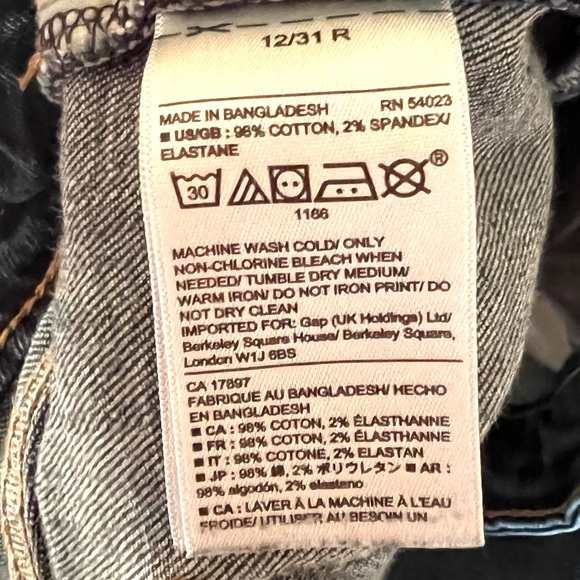 12/31 R
MADE IN BANGLADESH RN 54023
■ US/GB : 98% COTTON, 2% SPANDEX/
ELASTANE
30
®
1166
MACHINE WASH COLD/ ONLY
NON-CHLORINE BLEACH WHEN
NEEDED/ TUMBLE DRY MEDIUM/
WARM IRON/ DO NOT IRON PRINT/ DO
NOT DRY CLEAN
IMPORTED FOR: Gap (UK Holdings) Ltd/
Berkeley Square House/ Berkeley Square,
London W1J 6BS
CA 17897
FABRIQUE AU BANGLADESH/ HECHO
EN BANGLADESH
■ CA : 98% COTON, 2% ÉLASTHANNE
■ FR : 98% COTON, 2% ÉLASTHANNE
■ IT : 98% COTONE, 2% ELASTAN
■ JP : 98% 綿, 2% ポリウレタン ■ AR :
98% algodón, 2% elastano
■ CA : LAVER À LA MACHINE À L'EAU
FROIDE/ UTILISER AU BESOIN UN